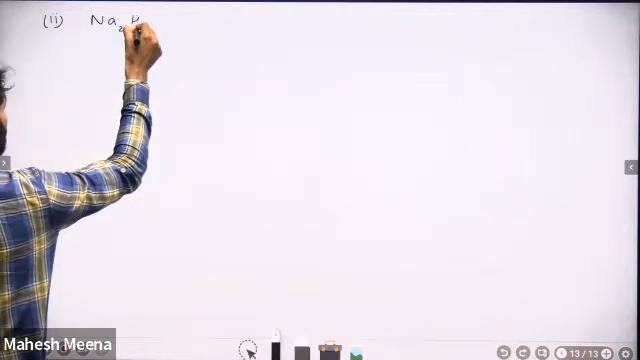 (ii) Na₂
13 / 13
Mahesh Meena